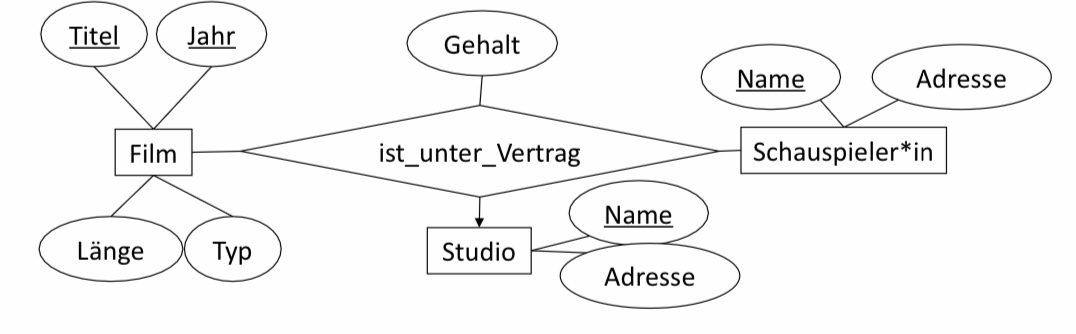 Titel
Jahr
Gehalt
Name
Adresse
Film
ist_unter_Vertrag
Schauspieler*in
Länge
Typ
Studio
Name
Adresse